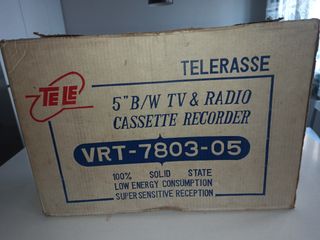 TELERASSE
TELE
5" B/W TV & RADIO
CASSETTE RECORDER
VRT-7803-05
100% SOLID STATE
LOW ENERGY CONSUMPTION
SUPER SENSITIVE RECEPTION